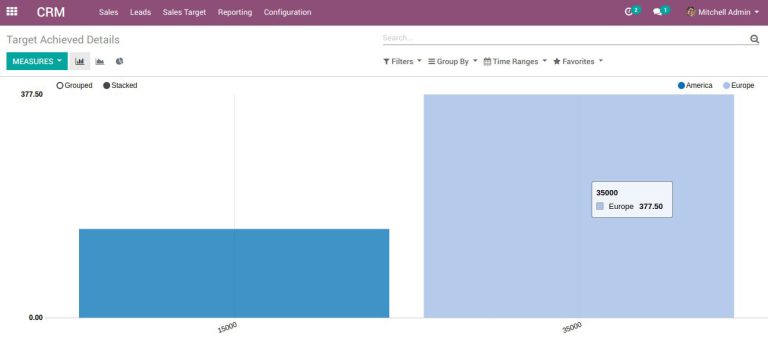 CRM Sales Leads Sales Target Reporting Configuration 2 1 Mitchell Admin
Target Achieved Details Search...
MEASURES Filters Group By Time Ranges Favorites
Grouped Stacked America Europe
377.50
35000
Europe 377.50
0.00
15000 35000